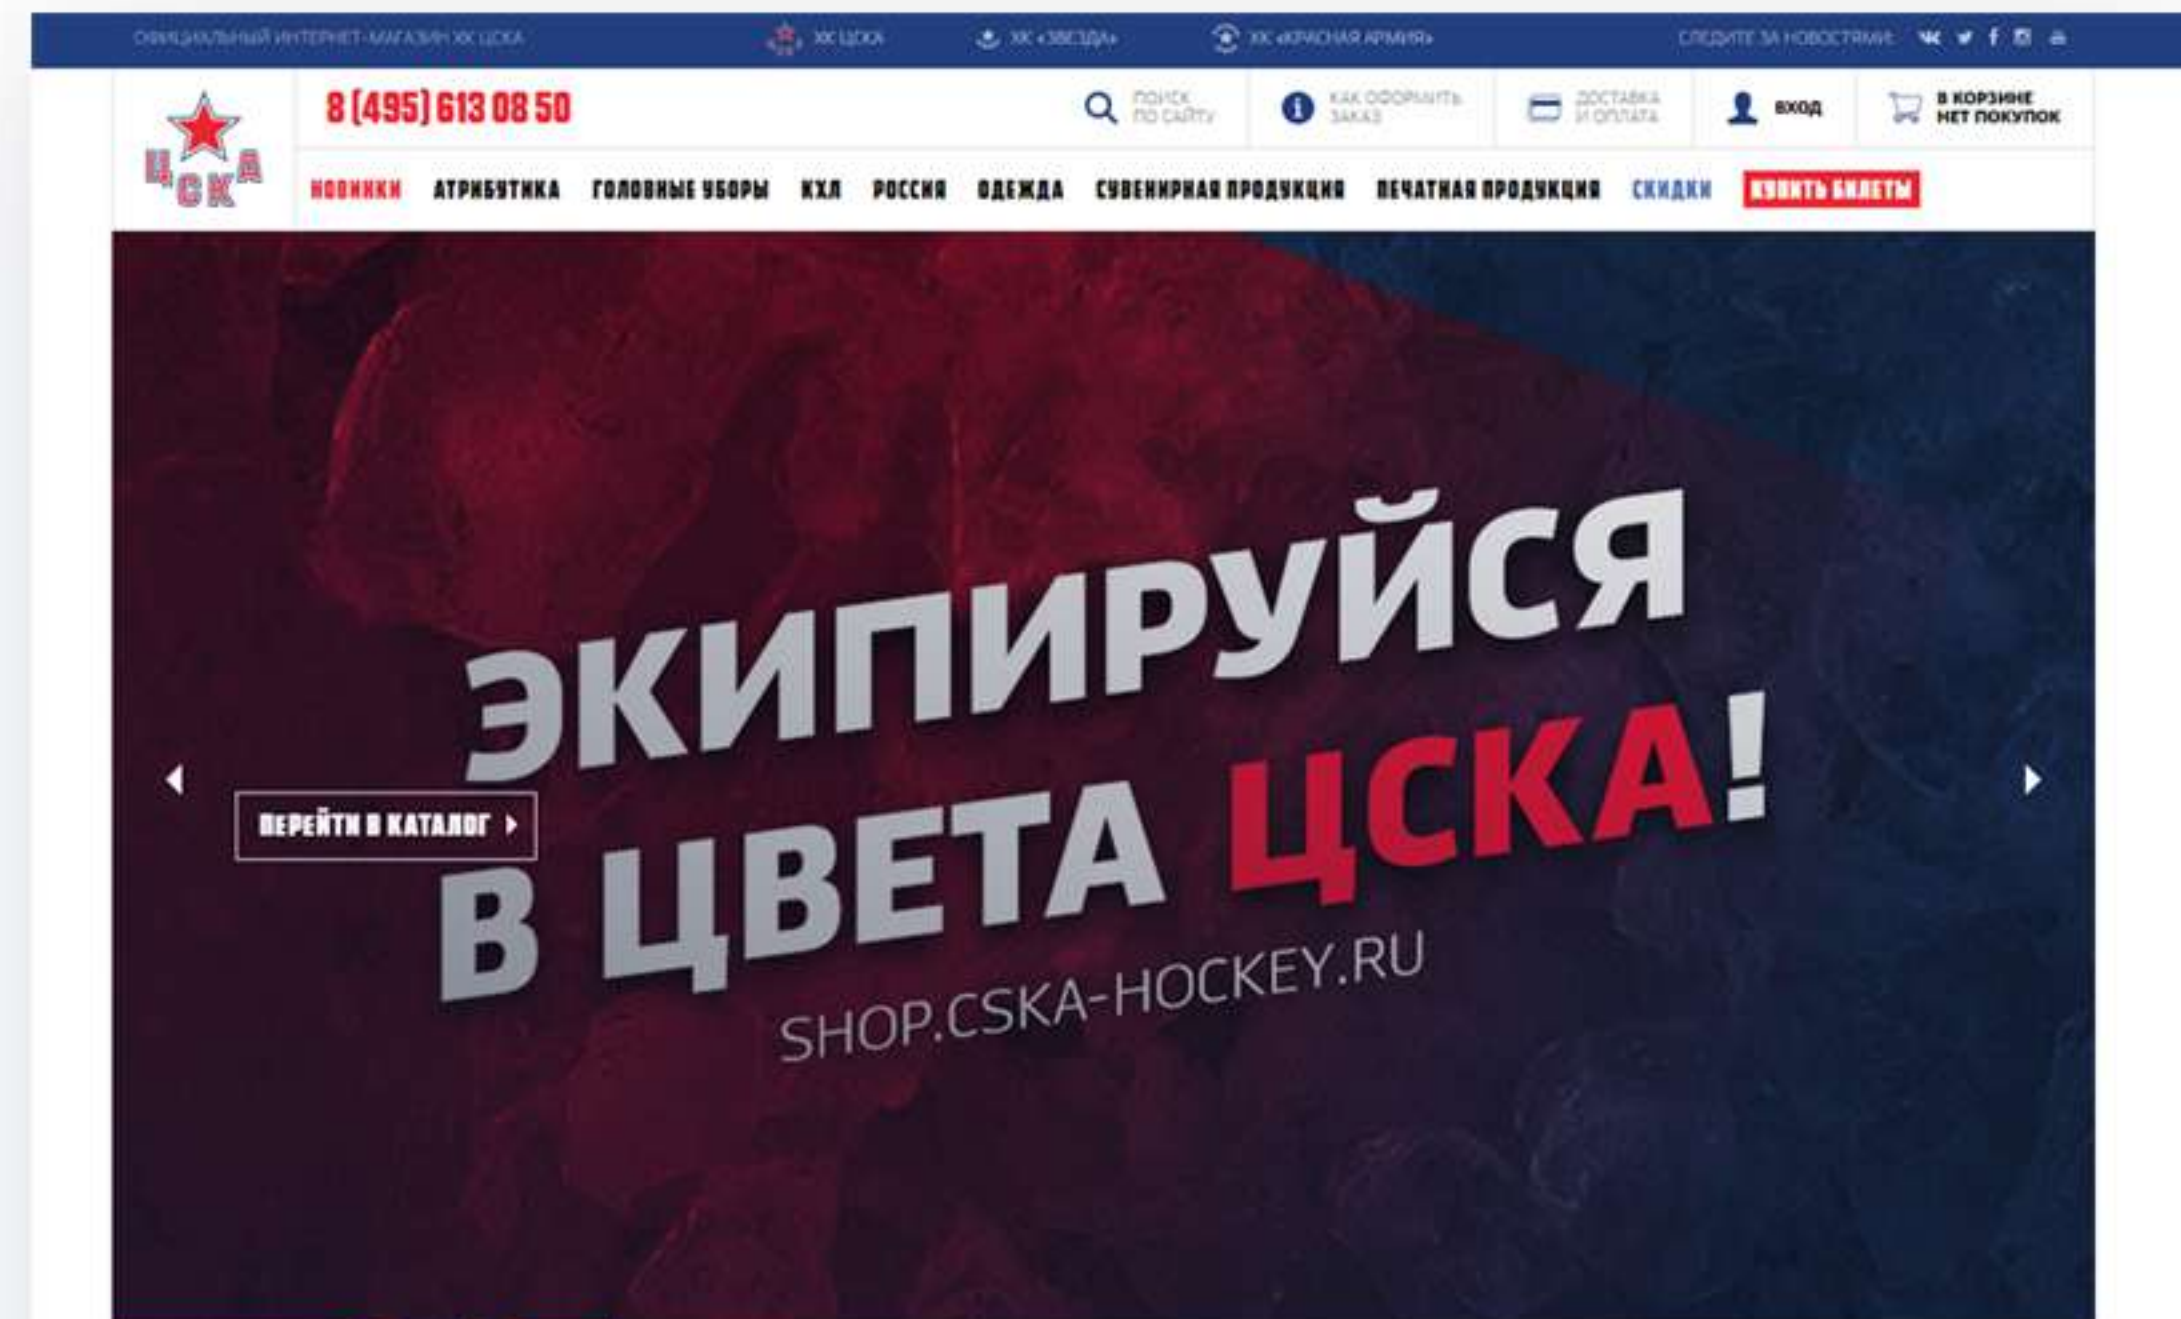 ОФИЦИАЛЬНЫЙ ИНТЕРНЕТ-МАГАЗИН ХК ЦСКА
ХК ЦСКА
ХК «ЗВЕЗДА»
ХК «КРАСНАЯ АРМИЯ»
СЛЕДИТЕ ЗА НОВОСТЯМИ:
ЦСКА
8 (495) 613 08 50
ПОИСК
ПО САЙТУ
КАК ОФОРМИТЬ
ЗАКАЗ
ДОСТАВКА
И ОПЛАТА
ВХОД
В КОРЗИНЕ
НЕТ ПОКУПОК
НОВИНКИ АТРИБУТИКА ГОЛОВНЫЕ УБОРЫ КХЛ РОССИЯ ОДЕЖДА СУВЕНИРНАЯ ПРОДУКЦИЯ ПЕЧАТНАЯ ПРОДУКЦИЯ СКИДКИ КУПИТЬ БИЛЕТЫ
ЭКИПИРУЙСЯ
ПЕРЕЙТИ В КАТАЛОГ
В ЦВЕТА ЦСКА!
SHOP.CSKA-HOCKEY.RU